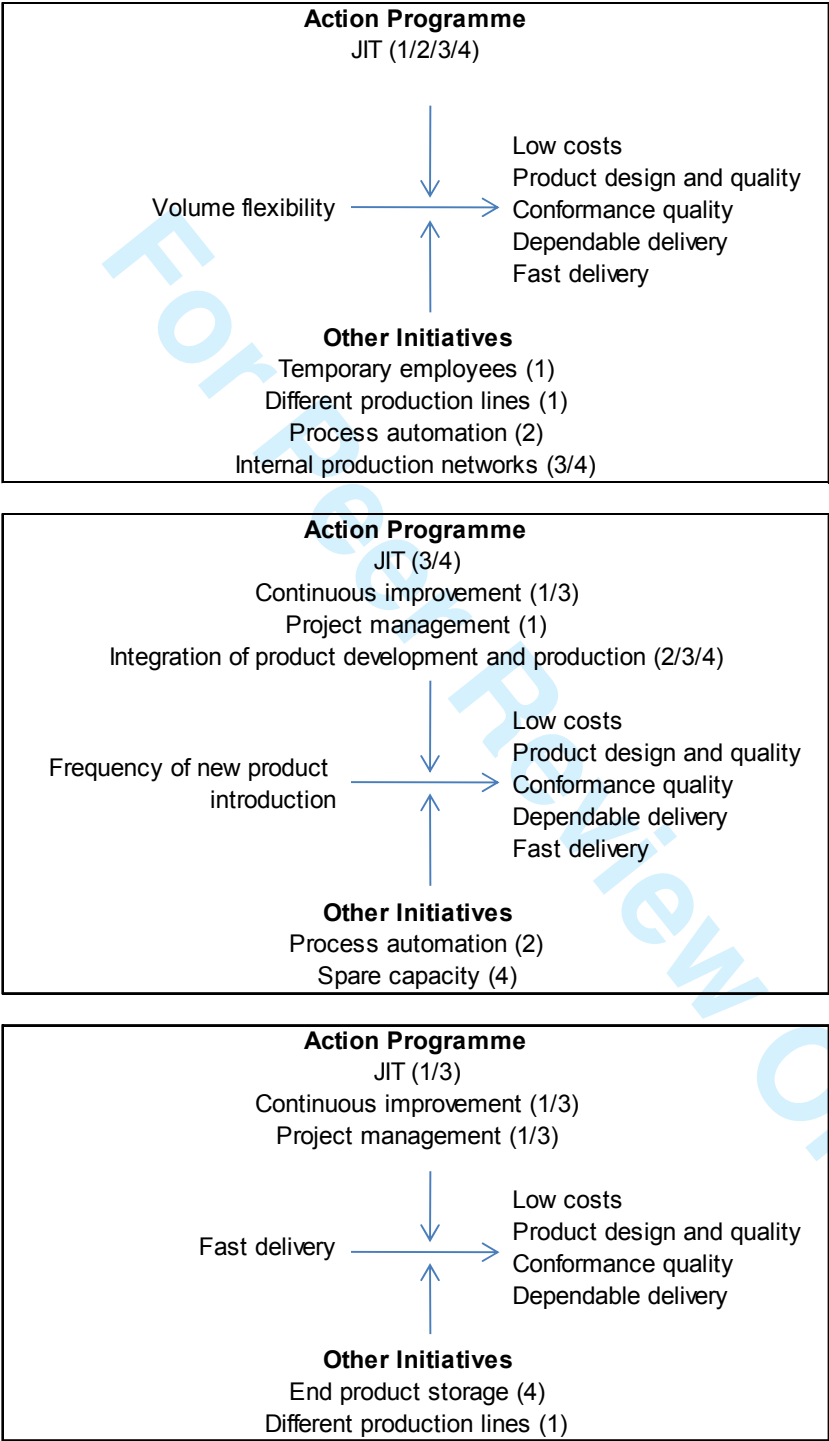 Action Programme
JIT (1/2/3/4)
Volume flexibility
Low costs
Product design and quality
Conformance quality
Dependable delivery
Fast delivery
Other Initiatives
Temporary employees (1)
Different production lines (1)
Process automation (2)
Internal production networks (3/4)
Action Programme
JIT (3/4)
Continuous improvement (1/3)
Project management (1)
Integration of product development and production (2/3/4)
Frequency of new product
introduction
Low costs
Product design and quality
Conformance quality
Dependable delivery
Fast delivery
Other Initiatives
Process automation (2)
Spare capacity (4)
Action Programme
JIT (1/3)
Continuous improvement (1/3)
Project management (1/3)
Fast delivery
Low costs
Product design and quality
Conformance quality
Dependable delivery
Other Initiatives
End product storage (4)
Different production lines (1)
For Peer Review